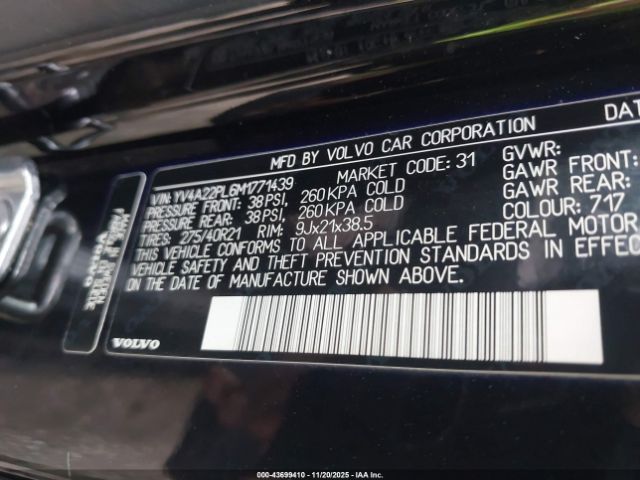 MFD BY VOLVO CAR CORPORATION DAT
MARKET CODE: 31 GVWR:
VIN: YV4A22PL6M1771439 GAWR FRONT:
PRESSURE FRONT: 38PSI, 260KPA COLD GAWR REAR:
PRESSURE REAR: 38PSI, 260KPA COLD COLOUR: 717
TIRES: 275/40R21 RIM: 9Jx21x38.5
THIS VEHICLE CONFORMS TO ALL APPLICABLE FEDERAL MOTOR
VEHICLE SAFETY AND THEFT PREVENTION STANDARDS IN EFFEC
ON THE DATE OF MANUFACTURE SHOWN ABOVE.
VOLVO
000-43699410 - 11/20/2025 - IAAI.COM